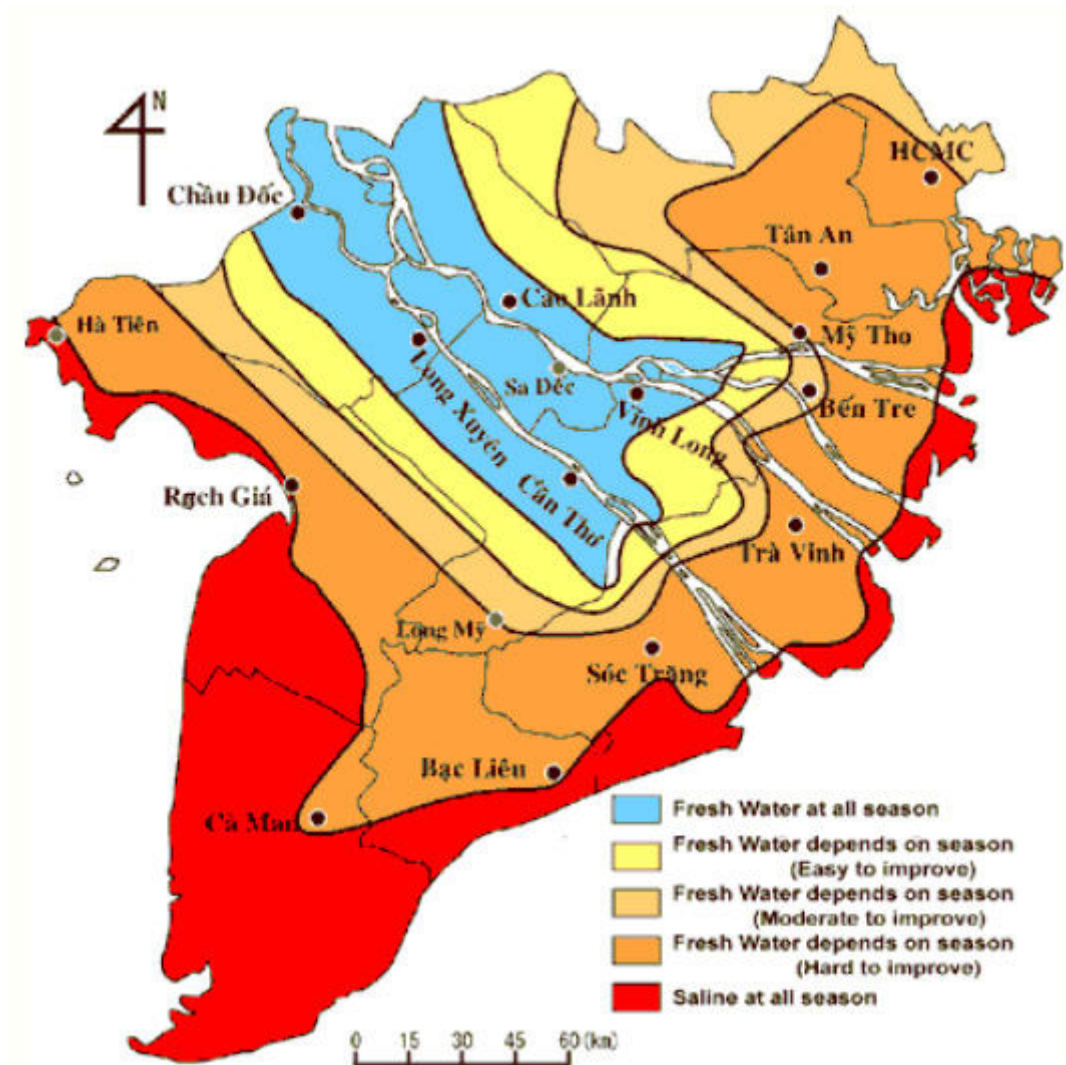 N
HCMC
Chầu Đốc
Tân An
Cao Lãnh
Hà Tiên
Mỹ Tho
Sa Đéc
Bến Tre
Long Xuyên
Vĩnh Long
Rạch Giá
Cần Thơ
Trà Vinh
Long Mỹ
Sóc Trăng
Bạc Liêu
Cà Mau
Fresh Water at all season
Fresh Water depends on season
(Easy to improve)
Fresh Water depends on season
(Moderate to improve)
Fresh Water depends on season
(Hard to improve)
Saline at all season
0 15 30 45 60 (km)